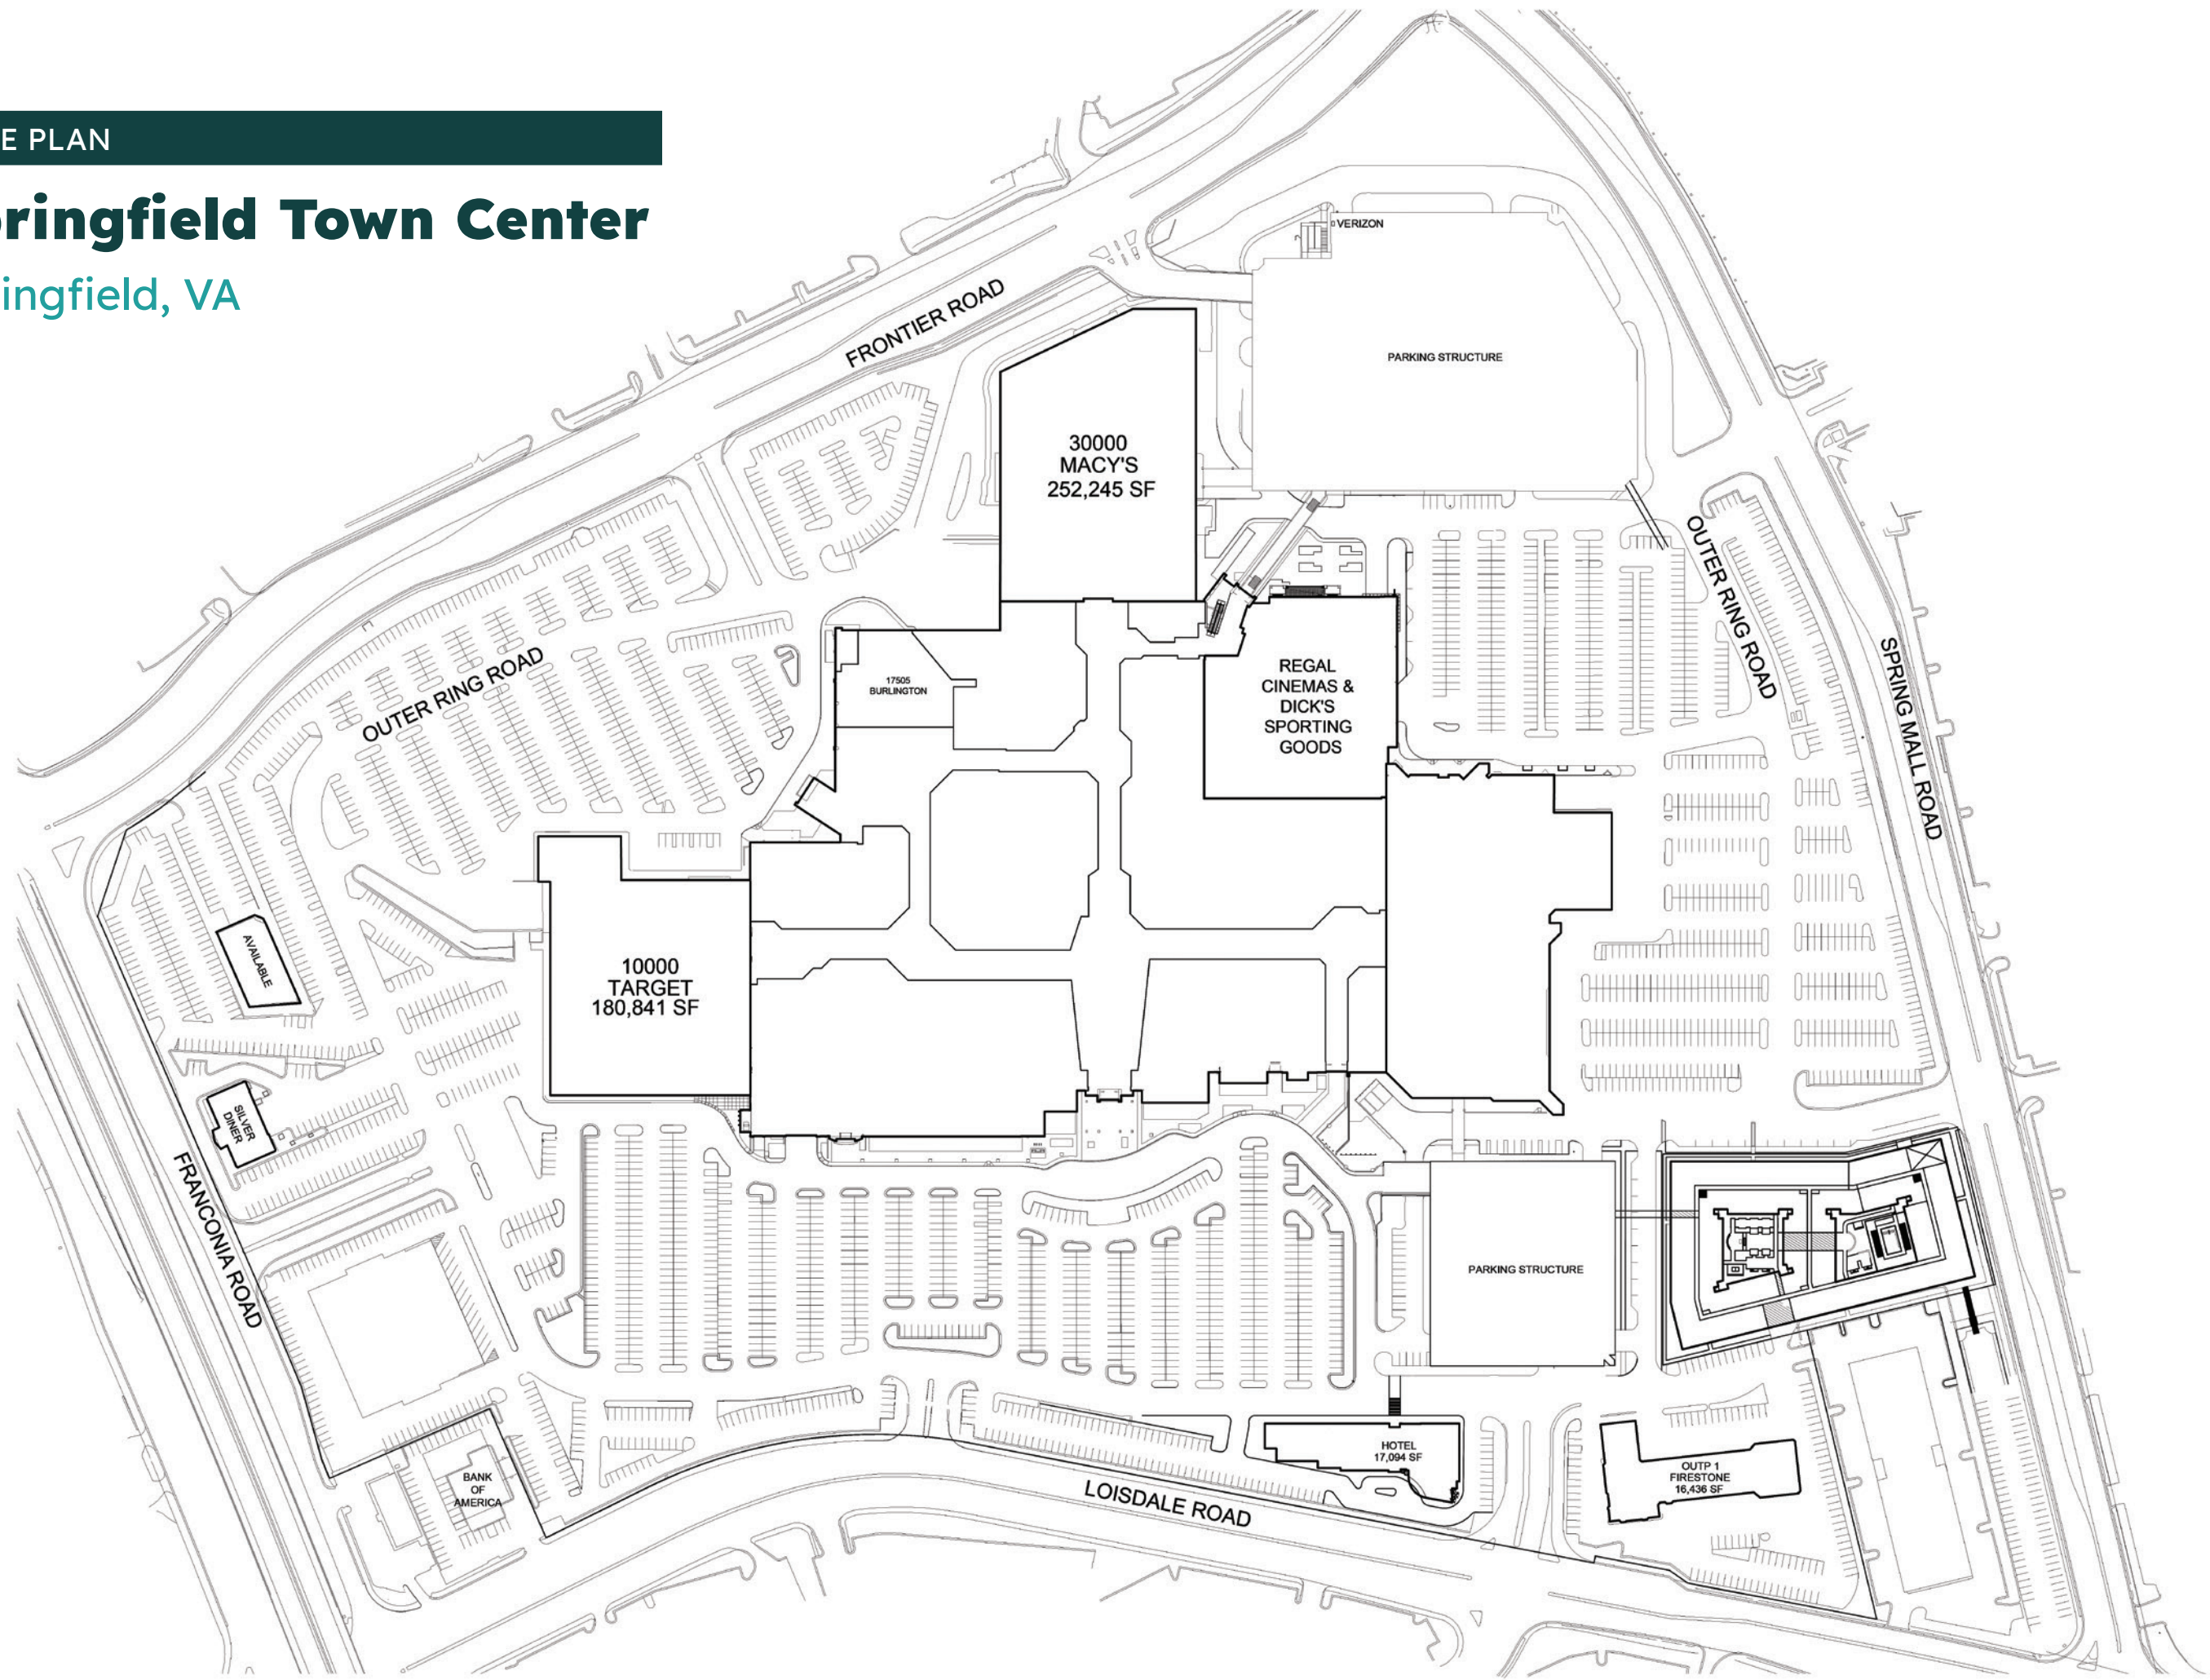 E PLAN
pringfield Town Center
ingfield, VA
VERIZON
FRONTIER ROAD
PARKING STRUCTURE
30000
MACY'S
252,245 SF
OUTER RING ROAD
SPRING MALL ROAD
OUTER RING ROAD
17505
BURLINGTON
REGAL
CINEMAS &
DICK'S
SPORTING
GOODS
AVAILABLE
10000
TARGET
180,841 SF
SILVER
DINER
FRANCONIA ROAD
PARKING STRUCTURE
HOTEL
17,094 SF
OUTP 1
FIRESTONE
16,436 SF
BANK
OF
AMERICA
LOISDALE ROAD